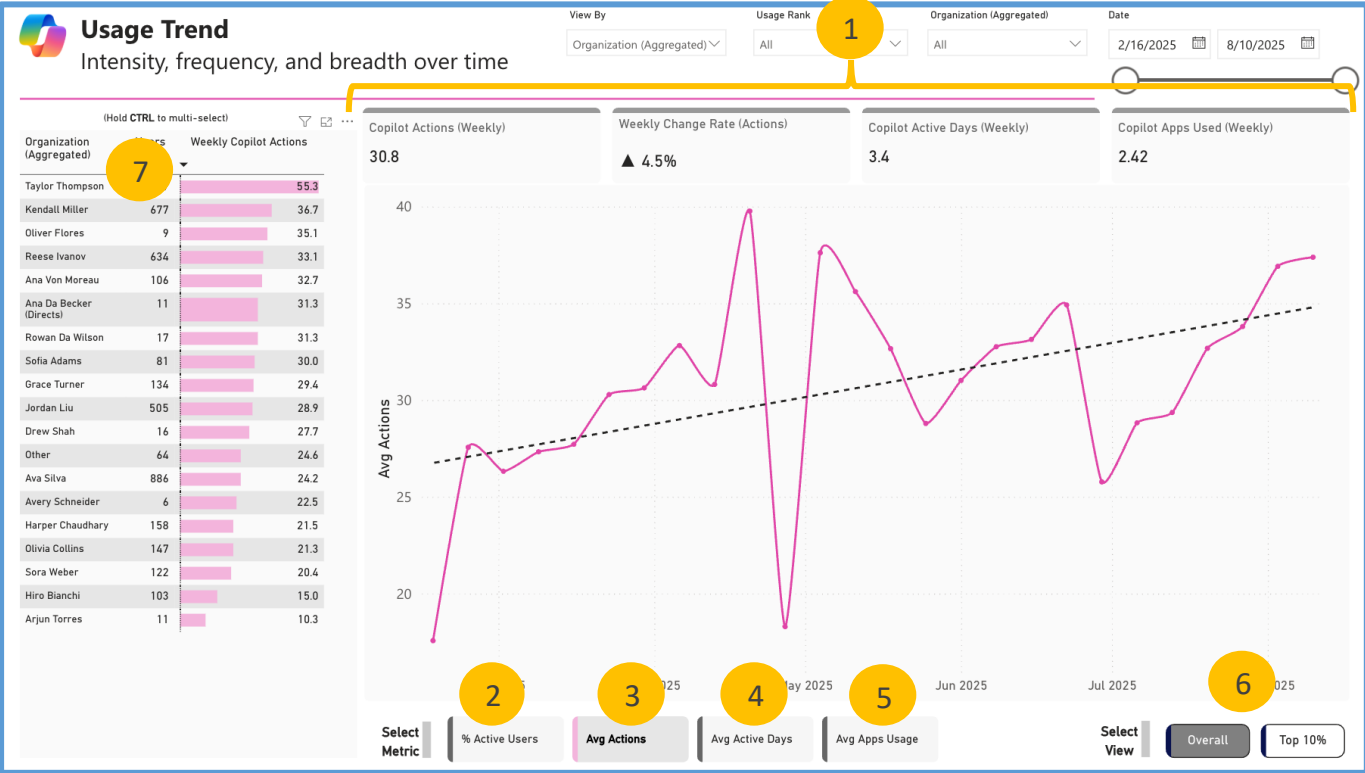 Usage Trend
Intensity, frequency, and breadth over time
View By
Organization (Aggregated)
Usage Rank
All
Organization (Aggregated)
All
Date
2/16/2025
8/10/2025
1
(Hold CTRL to multi-select)
Organization
(Aggregated)
Weekly Copilot Actions
7
Taylor Thompson 55.3
Kendall Miller 677 36.7
Oliver Flores 9 35.1
Reese Ivanov 634 33.1
Ana Von Moreau 106 32.7
Ana Da Becker 11 31.3
(Directs)
Rowan Da Wilson 17 31.3
Sofia Adams 81 30.0
Grace Turner 134 29.4
Jordan Liu 505 28.9
Drew Shah 16 27.7
Other 64 24.6
Ava Silva 886 24.2
Avery Schneider 6 22.5
Harper Chaudhary 158 21.5
Olivia Collins 147 21.3
Sora Weber 122 20.4
Hiro Bianchi 103 15.0
Arjun Torres 11 10.3
Copilot Actions (Weekly)
30.8
Weekly Change Rate (Actions)
▲ 4.5%
Copilot Active Days (Weekly)
3.4
Copilot Apps Used (Weekly)
2.42
Avg Actions
40
35
30
25
20
2025
Jun 2025
Jul 2025
2
3
4
5
6
Select
Metric
% Active Users
Avg Actions
Avg Active Days
Avg Apps Usage
Select
View
Overall
Top 10%